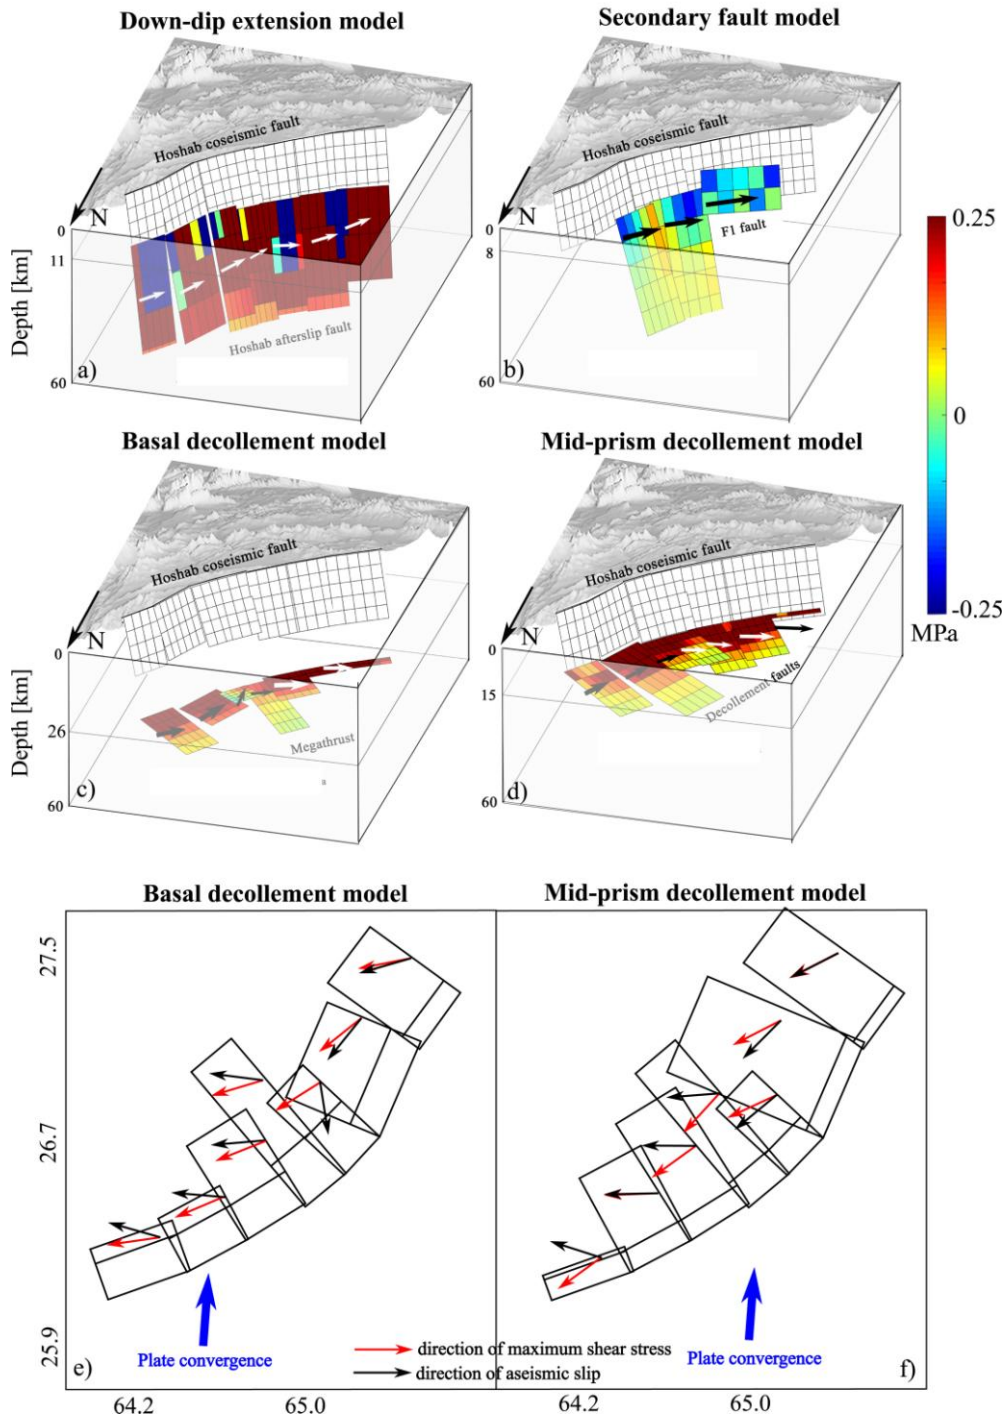 Down-dip extension model
Secondary fault model
Hoshab coseismic fault
N
0
11
60
Depth [km]
Hoshab afterslip fault
a)
Hoshab coseismic fault
N
0
8
60
F1 fault
b)
0.25
0
-0.25
MPa
Basal decollement model
Mid-prism decollement model
Hoshab coseismic fault
N
0
26
60
Depth [km]
Megathrust
c)
Hoshab coseismic fault
N
0
15
60
Decollement faults
d)
Basal decollement model
Mid-prism decollement model
27.5
26.7
25.9
e)
Plate convergence
direction of maximum shear stress
direction of aseismic slip
Plate convergence
f)
64.2
65.0
64.2
65.0